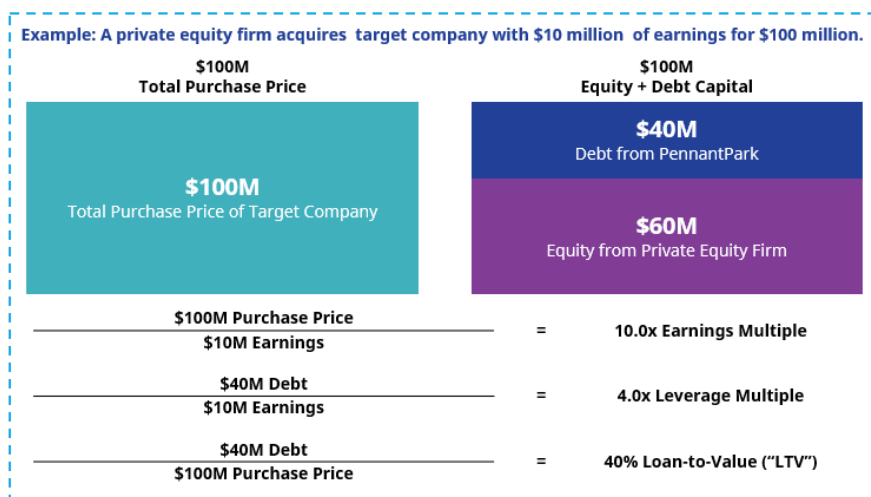 Example: A private equity firm acquires target company with $10 million of earnings for $100 million.
$100M
Total Purchase Price
$100M
Equity + Debt Capital
$100M
Total Purchase Price of Target Company
$40M
Debt from PennantPark
$60M
Equity from Private Equity Firm
$100M Purchase Price
$10M Earnings
= 10.0x Earnings Multiple
$40M Debt
$10M Earnings
= 4.0x Leverage Multiple
$40M Debt
$100M Purchase Price
= 40% Loan-to-Value (“LTV”)